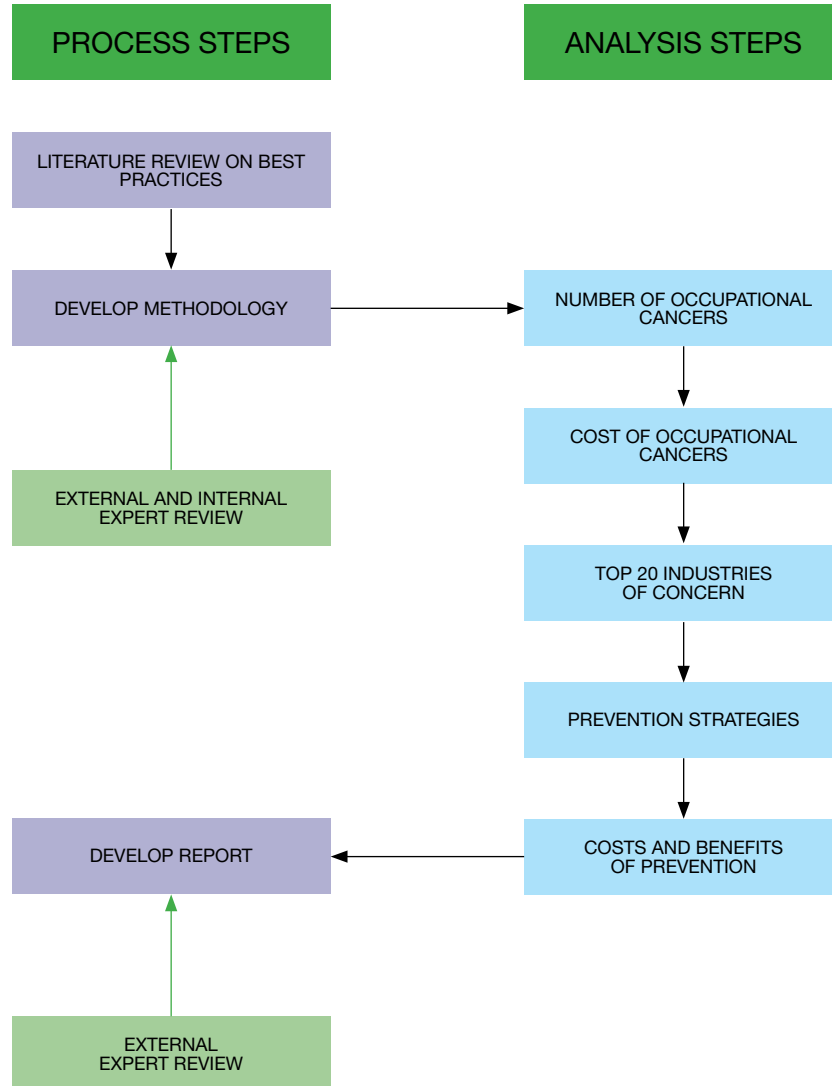 PROCESS STEPS
ANALYSIS STEPS
LITERATURE REVIEW ON BEST
PRACTICES
DEVELOP METHODOLOGY
NUMBER OF OCCUPATIONAL
CANCERS
COST OF OCCUPATIONAL
CANCERS
EXTERNAL AND INTERNAL
EXPERT REVIEW
TOP 20 INDUSTRIES
OF CONCERN
PREVENTION STRATEGIES
DEVELOP REPORT
COSTS AND BENEFITS
OF PREVENTION
EXTERNAL
EXPERT REVIEW